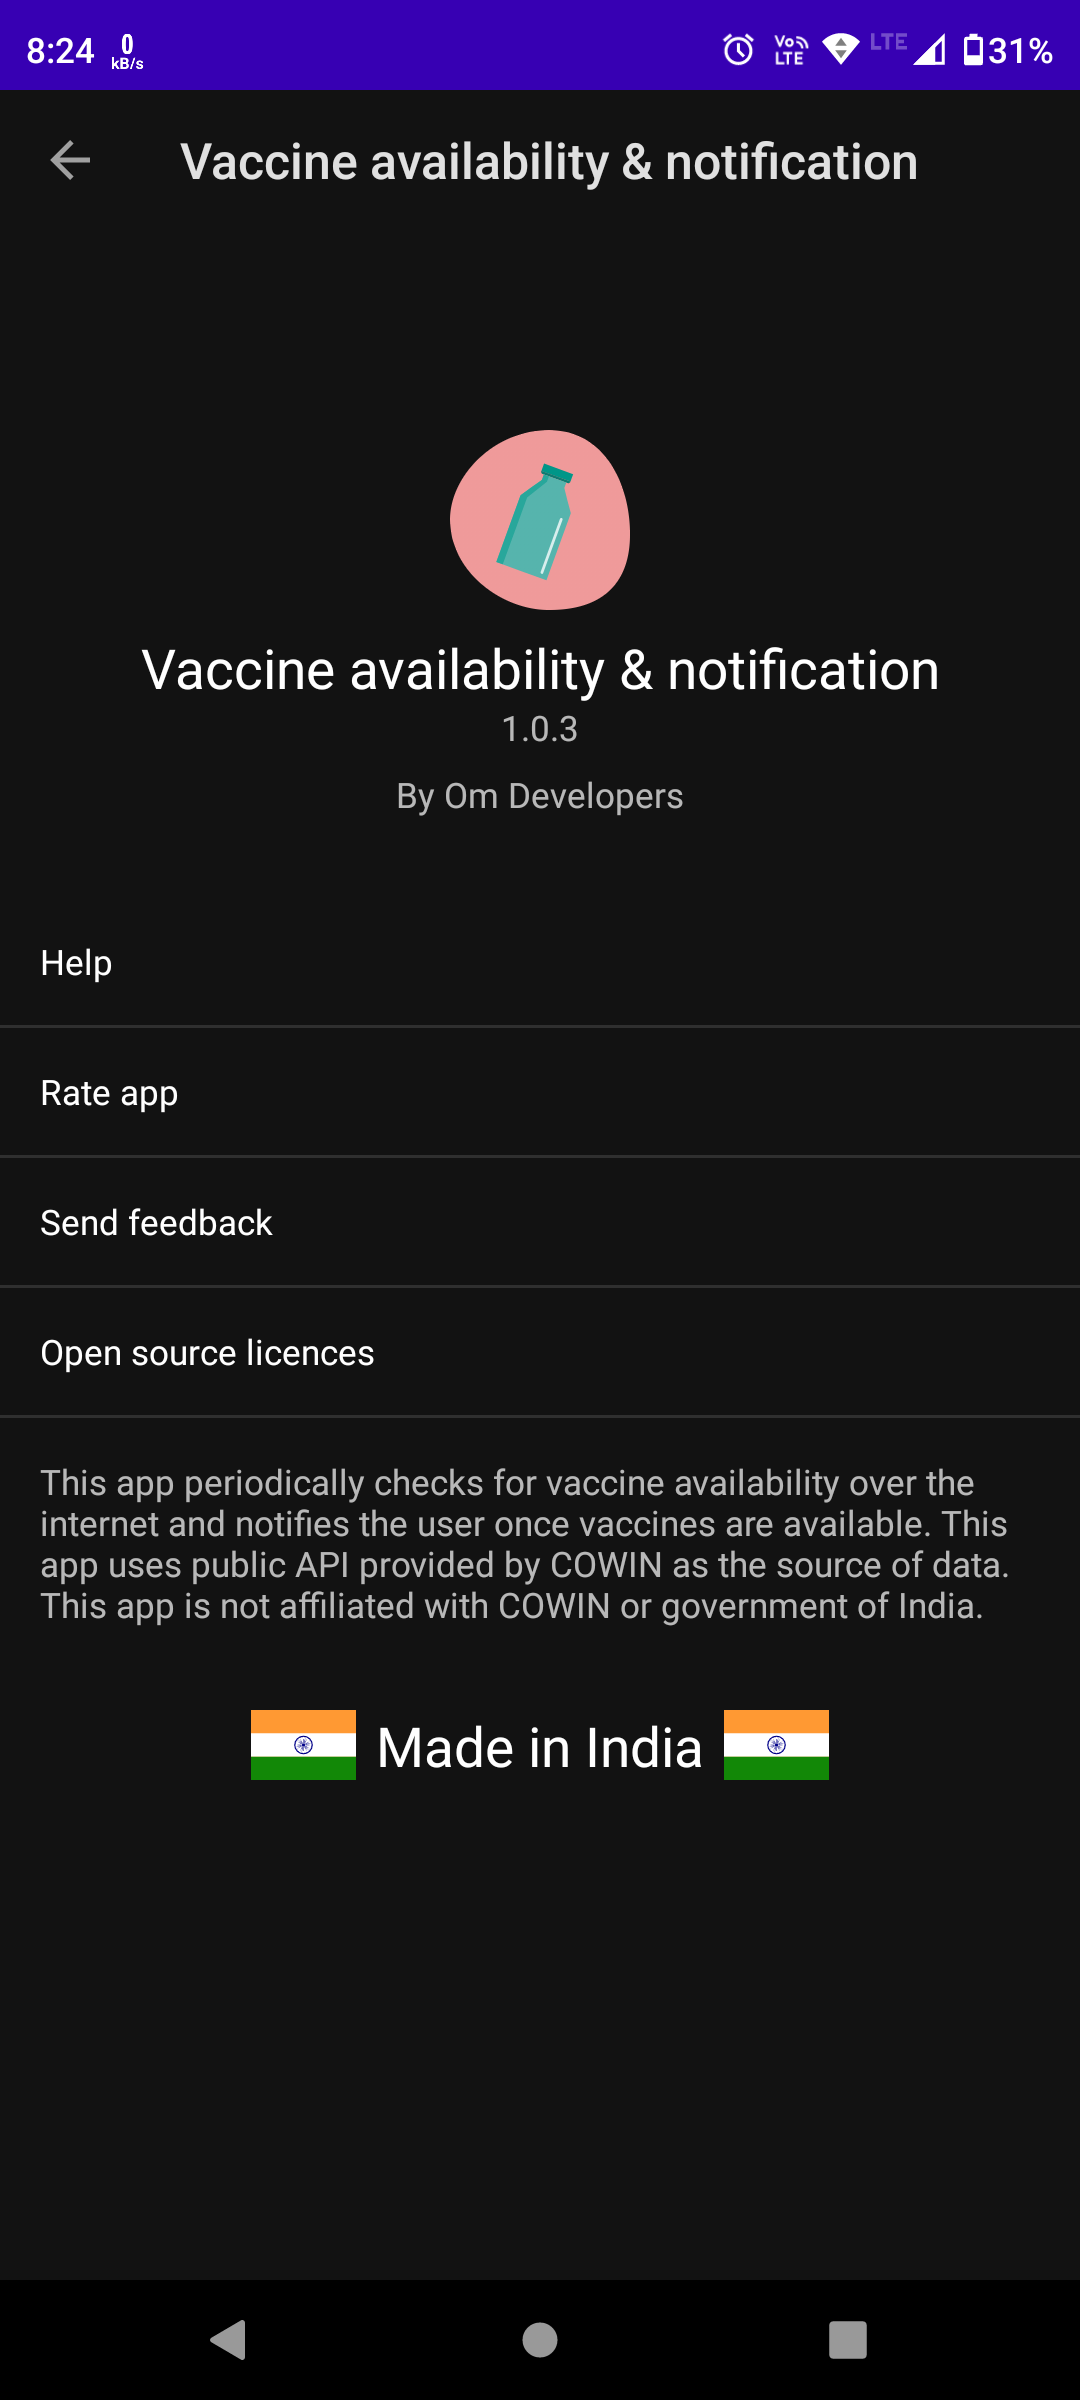 8:24 0 kB/s Vo LTE LTE 31%
Vaccine availability & notification
Vaccine availability & notification
1.0.3
By Om Developers
Help
Rate app
Send feedback
Open source licences
This app periodically checks for vaccine availability over the
internet and notifies the user once vaccines are available. This
app uses public API provided by COWIN as the source of data.
This app is not affiliated with COWIN or government of India.
Made in India